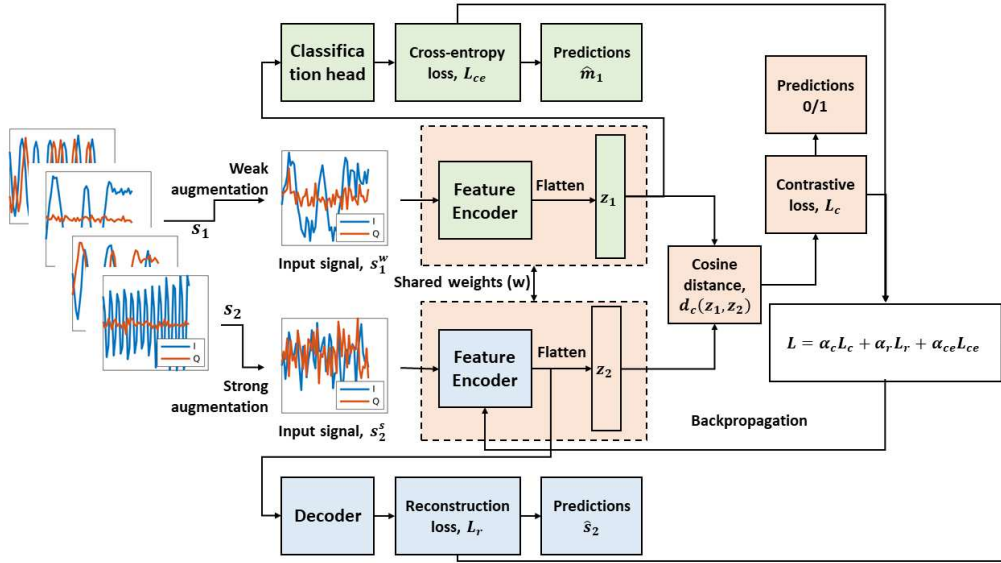 Classifica
tion head
Cross-entropy
loss, L_ce
Predictions
m̂_1
Predictions
0/1
Weak
augmentation
s_1
I
Q
Input signal, s_1^w
Feature
Encoder
Flatten
z_1
Contrastive
loss, L_c
Shared weights (w)
Cosine
distance,
d_c(z_1, z_2)
s_2
I
Q
Strong
augmentation
I
Q
Input signal, s_2^s
Feature
Encoder
Flatten
z_2
L = α_c L_c + α_r L_r + α_ce L_ce
Backpropagation
Decoder
Reconstruction
loss, L_r
Predictions
ŝ_2